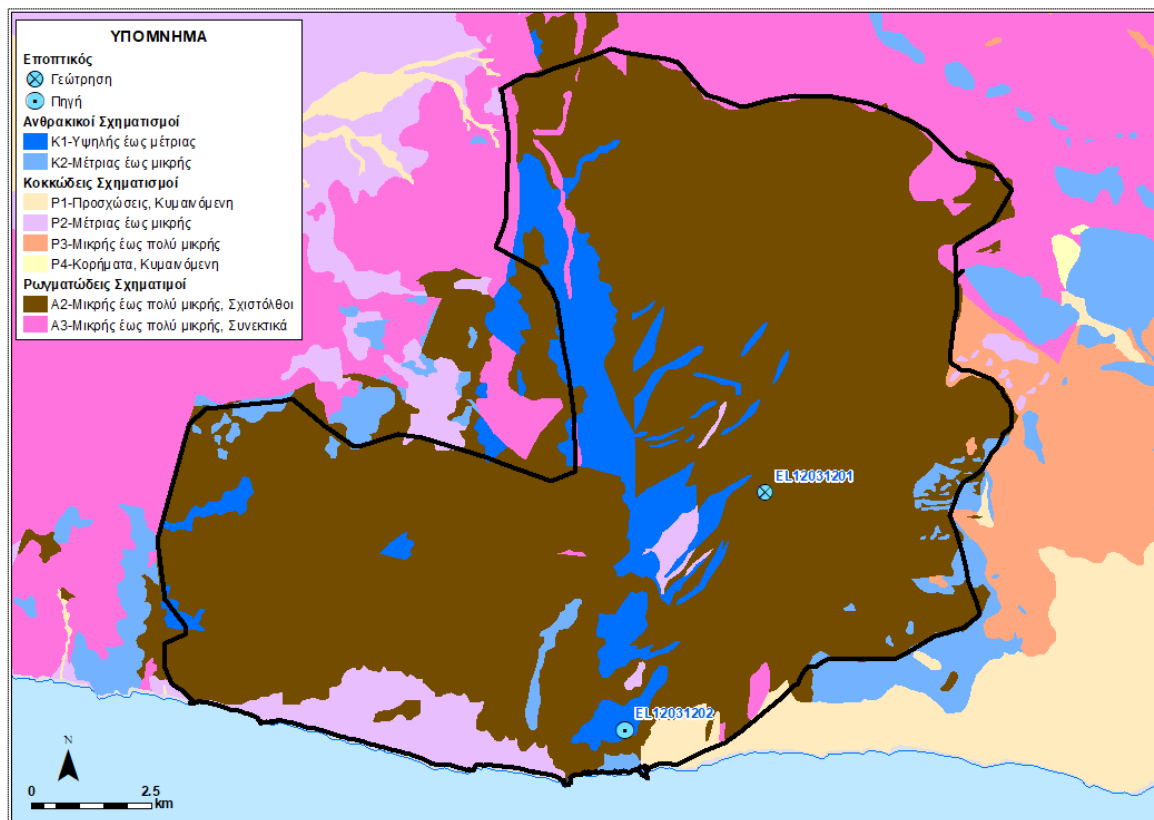 ΥΠΟΜΝΗΜΑ
Εποπτικός
Γεώτρηση
Πηγή
Ανθρακικοί Σχηματισμοί
Κ1-Υψηλής έως μέτριας
Κ2-Μέτριας έως μικρής
Κοκκώδεις Σχηματισμοί
Ρ1-Προσχώσεις, Κυμαινόμενη
Ρ2-Μέτριας έως μικρής
Ρ3-Μικρής έως πολύ μικρής
Ρ4-Κορήματα, Κυμαινόμενη
Ρωγματώδεις Σχηματιμοί
Α2-Μικρής έως πολύ μικρής, Σχιστόλθοι
Α3-Μικρής έως πολύ μικρής, Συνεκτικά
EL12031201
EL12031202
N
0 2.5
km